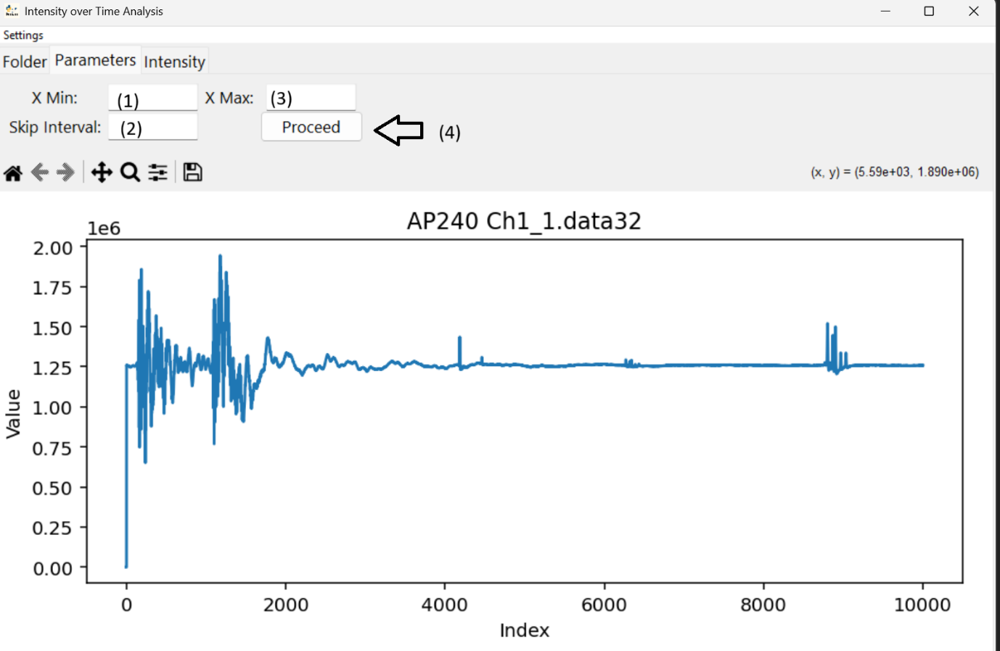 Intensity over Time Analysis
Settings
Folder Parameters Intensity
X Min: (1) X Max: (3)
Skip Interval: (2) Proceed (4)
(x, y) = (5.59e+03, 1.890e+06)
AP240 Ch1_1.data32
1e6
2.00
1.75
1.50
1.25
1.00
0.75
0.50
0.25
0.00
Value
0 2000 4000 6000 8000 10000
Index